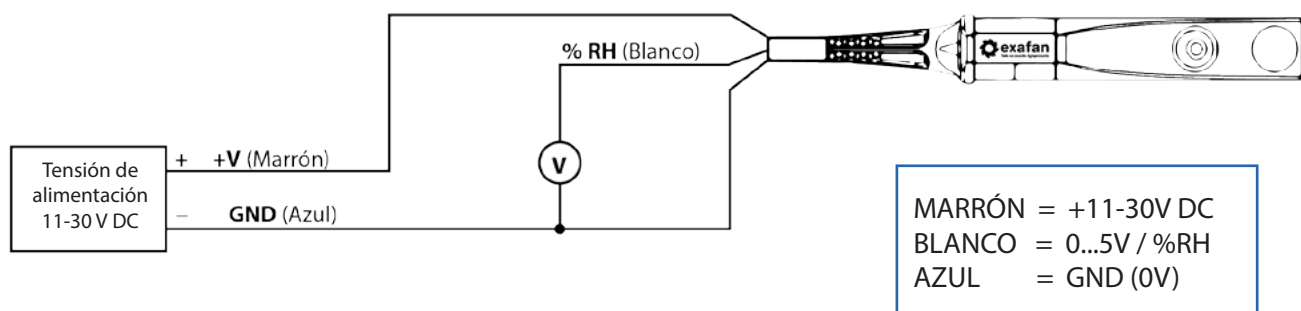 % RH (Blanco)
exafan
Tensión de
alimentación
11-30 V DC
+ +V (Marrón)
− GND (Azul)
V
MARRÓN = +11-30V DC
BLANCO = 0...5V / %RH
AZUL = GND (0V)